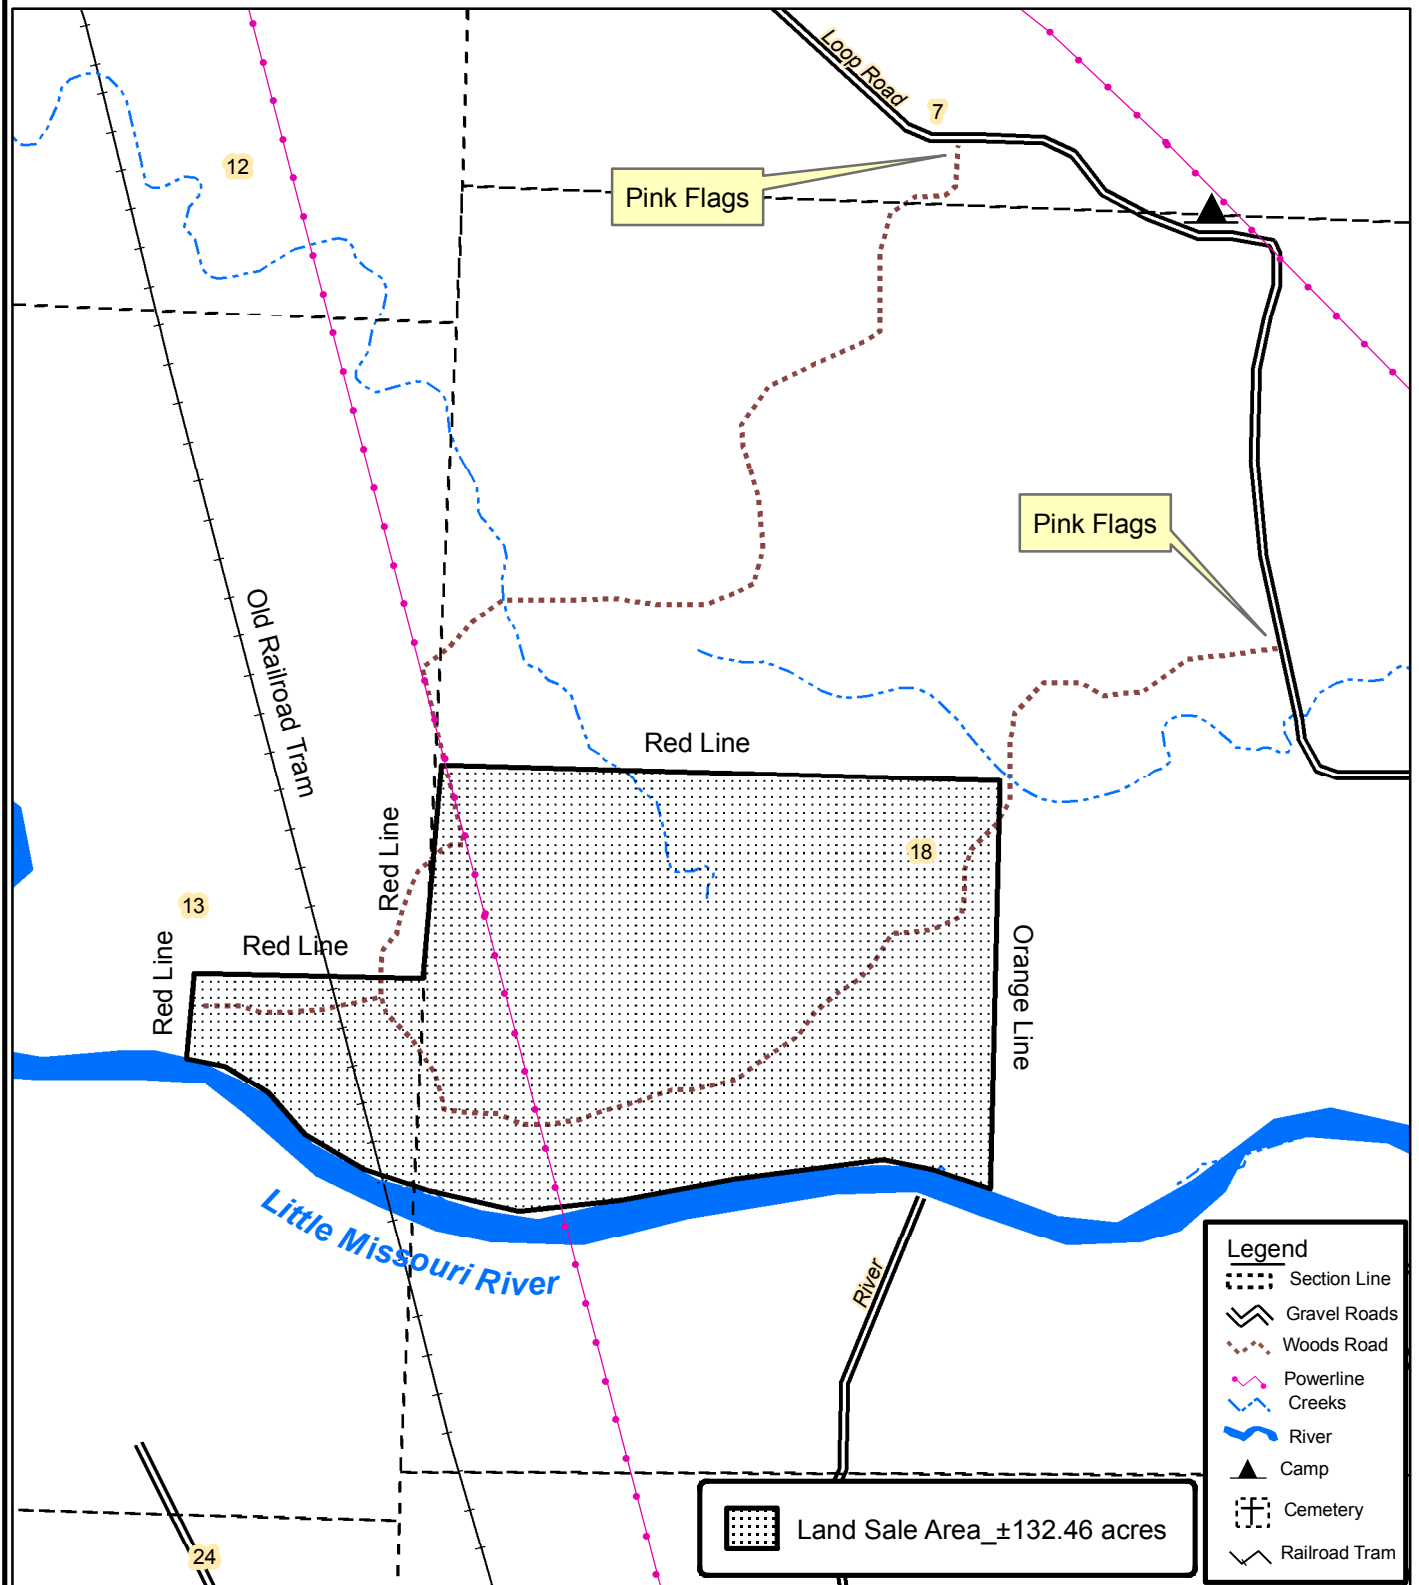 Loop Road
7
12
Pink Flags
Pink Flags
Old Railroad Tram
Red Line
Red Line
18
13
Red Line
Red Line
Orange Line
Little Missouri River
River
24
Legend
Section Line
Gravel Roads
Woods Road
Powerline
Creeks
River
Camp
Cemetery
Railroad Tram
Land Sale Area_±132.46 acres